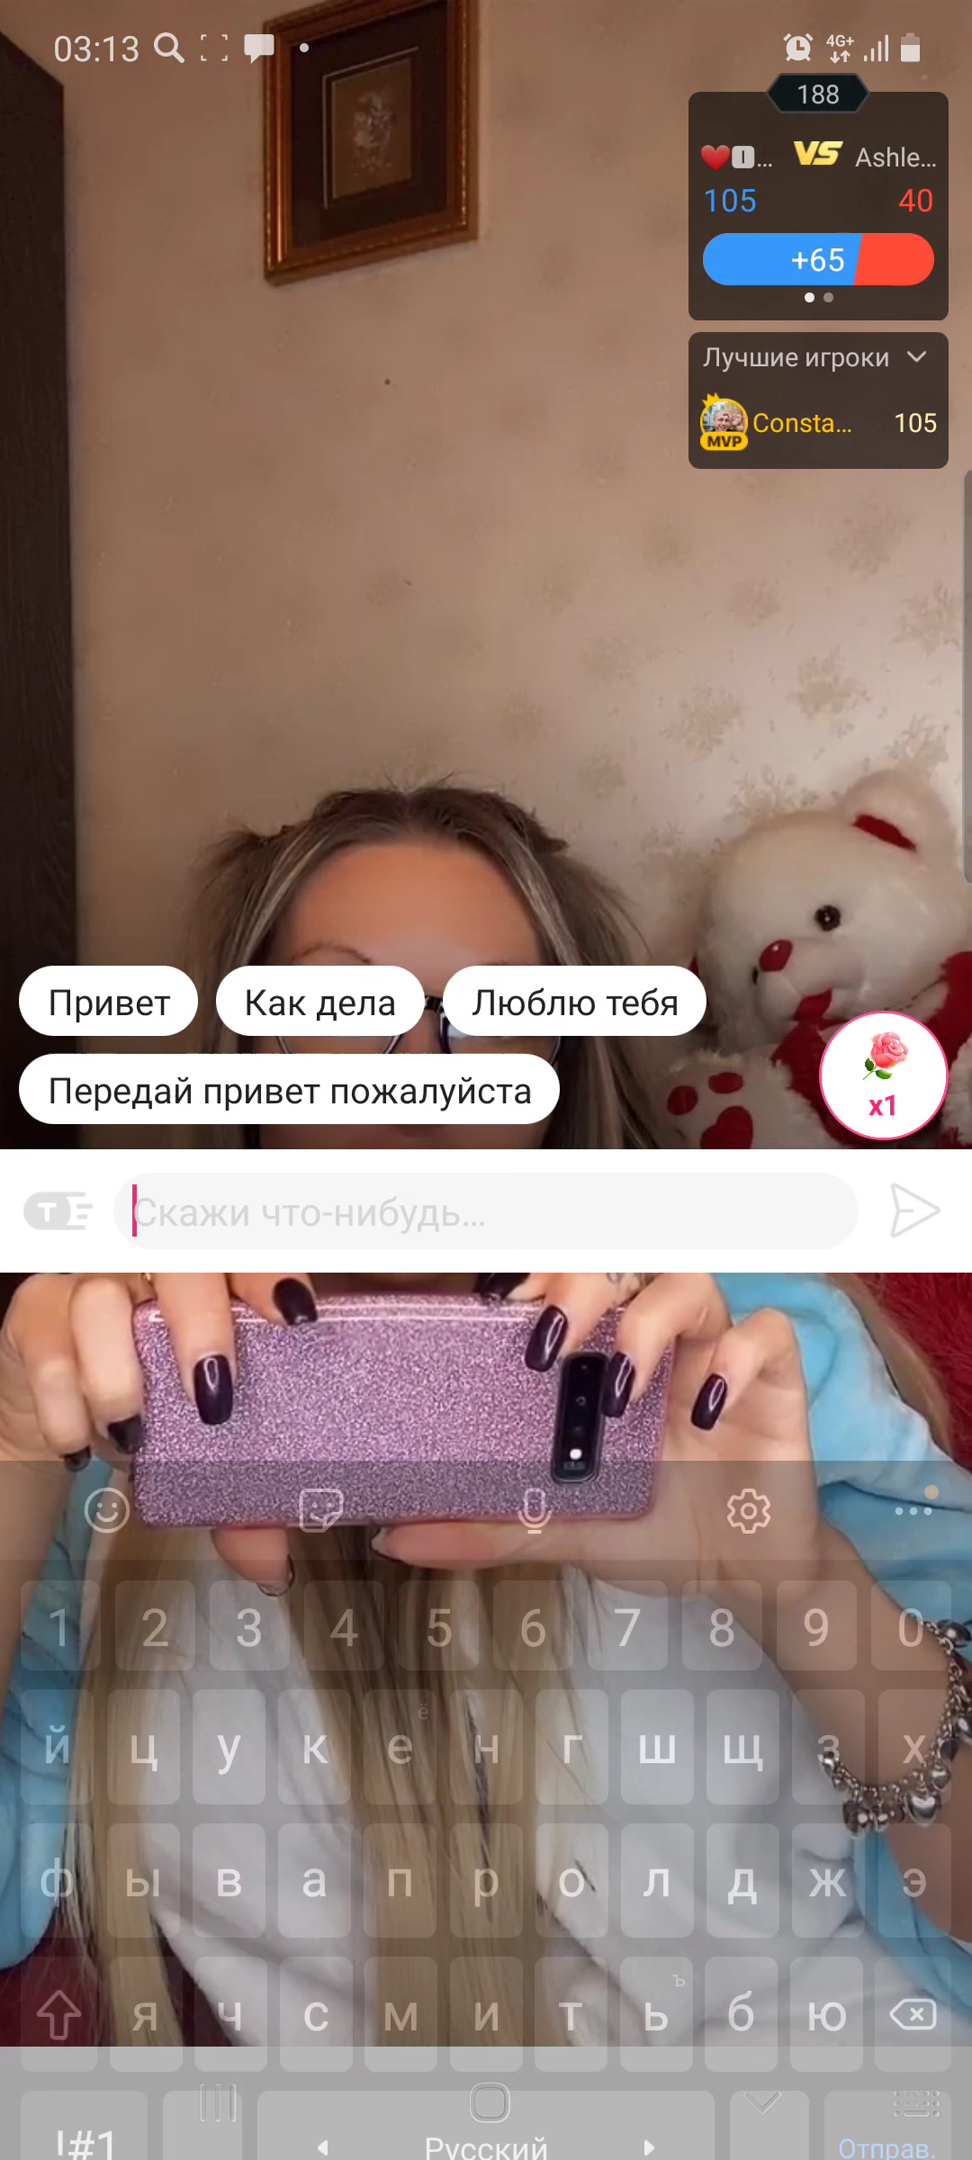 03:13
4G+
188
❤️🅸... VS Ashle...
105 40
+65
Лучшие игроки
MVP Consta... 105
Привет Как дела Люблю тебя
Передай привет пожалуйста
x1
T Скажи что-нибудь...
1 2 3 4 5 6 7 8 9 0
ё
й ц у к е н г ш щ з х
ф ы в а п р о л д ж э
ъ
я ч с м и т ь б ю
!#1 Русский Отправ.